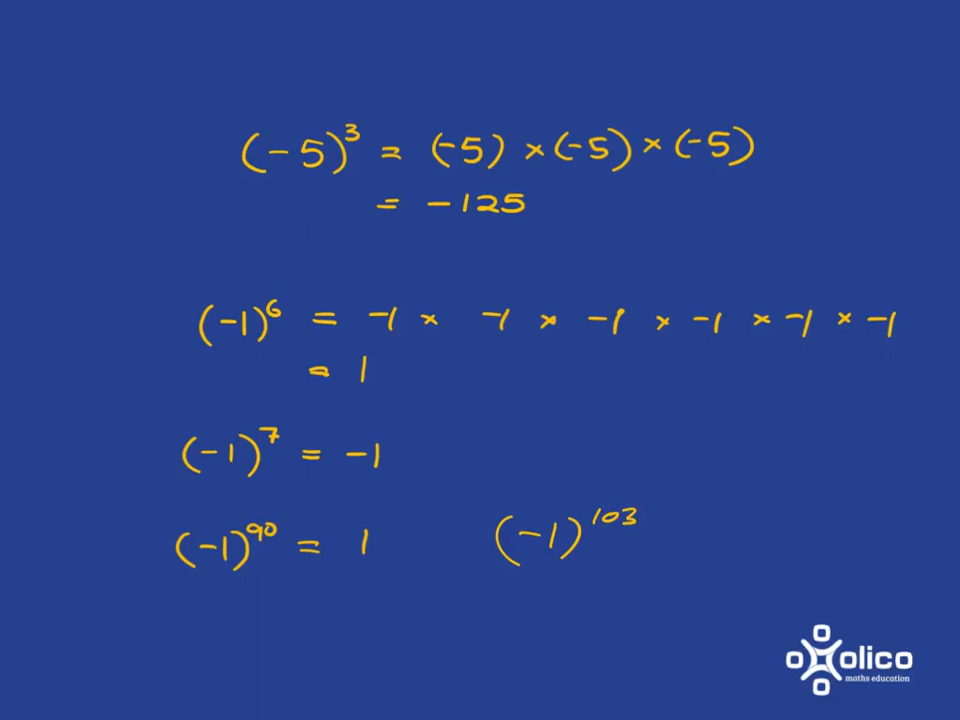 (-5)³ = (-5) × (-5) × (-5)
= -125
(-1)⁶ = -1 × -1 × -1 × -1 × -1 × -1
= 1
(-1)⁷ = -1
(-1)⁹⁰ = 1 (-1)¹⁰³
olico
maths education